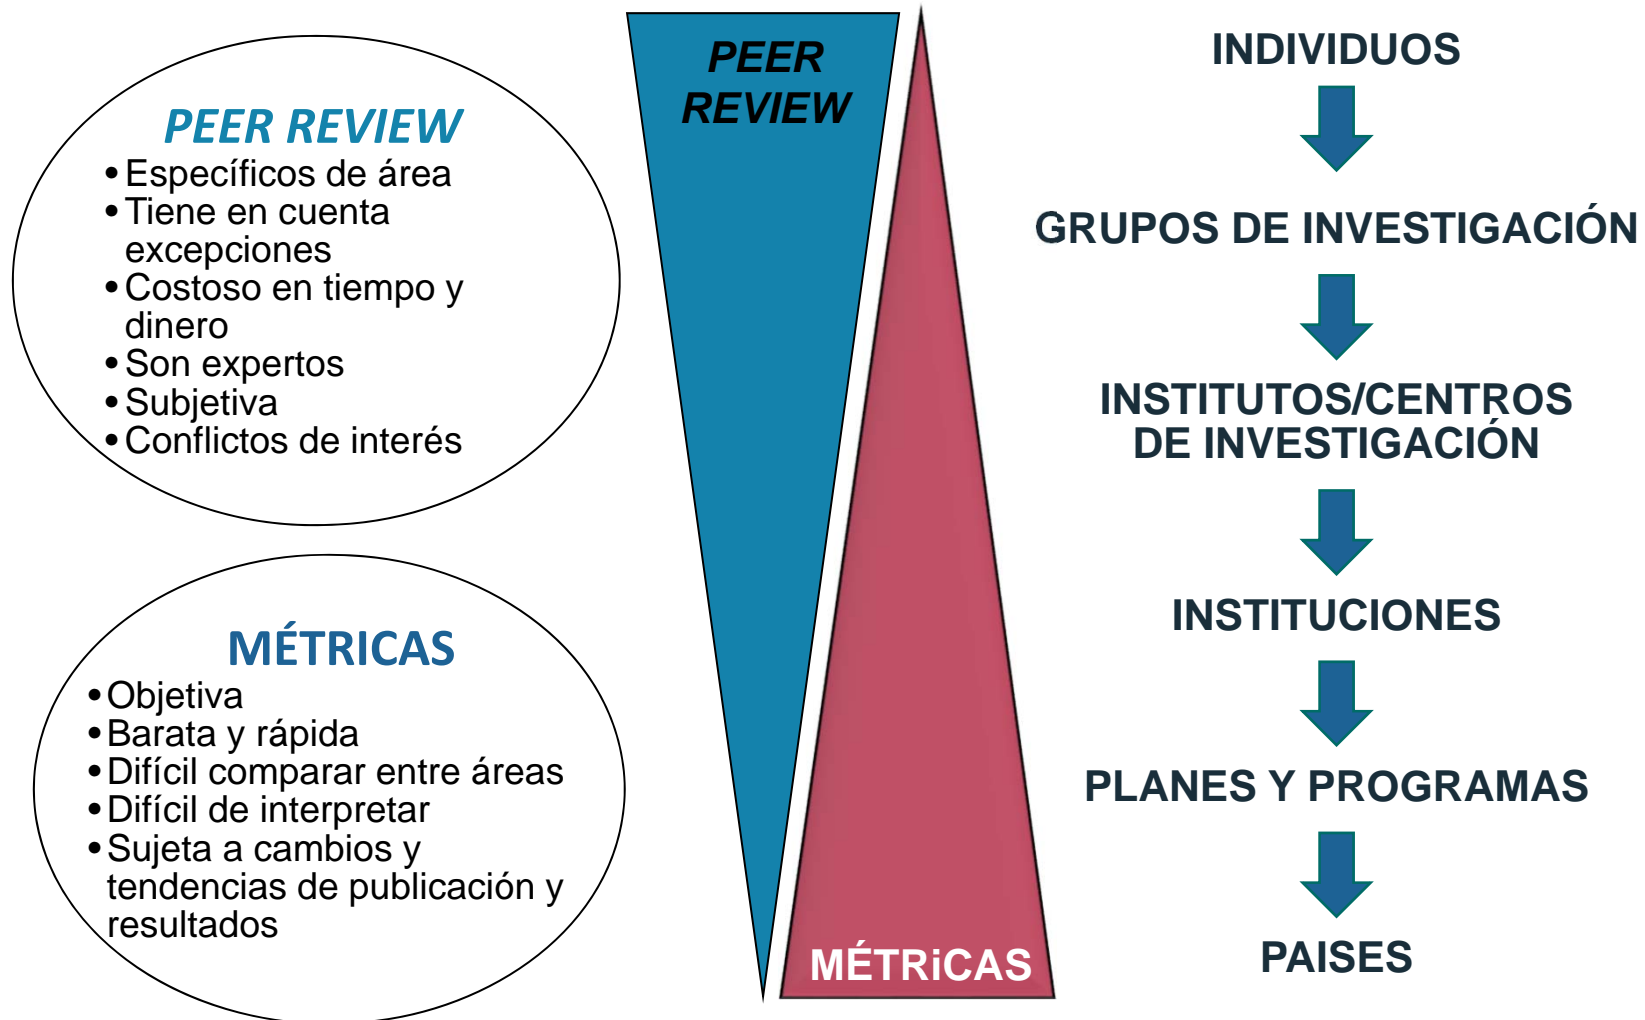 PEER REVIEW
•Específicos de área
•Tiene en cuenta
excepciones
•Costoso en tiempo y
dinero
•Son expertos
•Subjetiva
•Conflictos de interés
MÉTRICAS
•Objetiva
•Barata y rápida
•Difícil comparar entre áreas
•Difícil de interpretar
•Sujeta a cambios y
tendencias de publicación y
resultados
PEER
REVIEW
MÉTRiCAS
INDIVIDUOS
GRUPOS DE INVESTIGACIÓN
INSTITUTOS/CENTROS
DE INVESTIGACIÓN
INSTITUCIONES
PLANES Y PROGRAMAS
PAISES